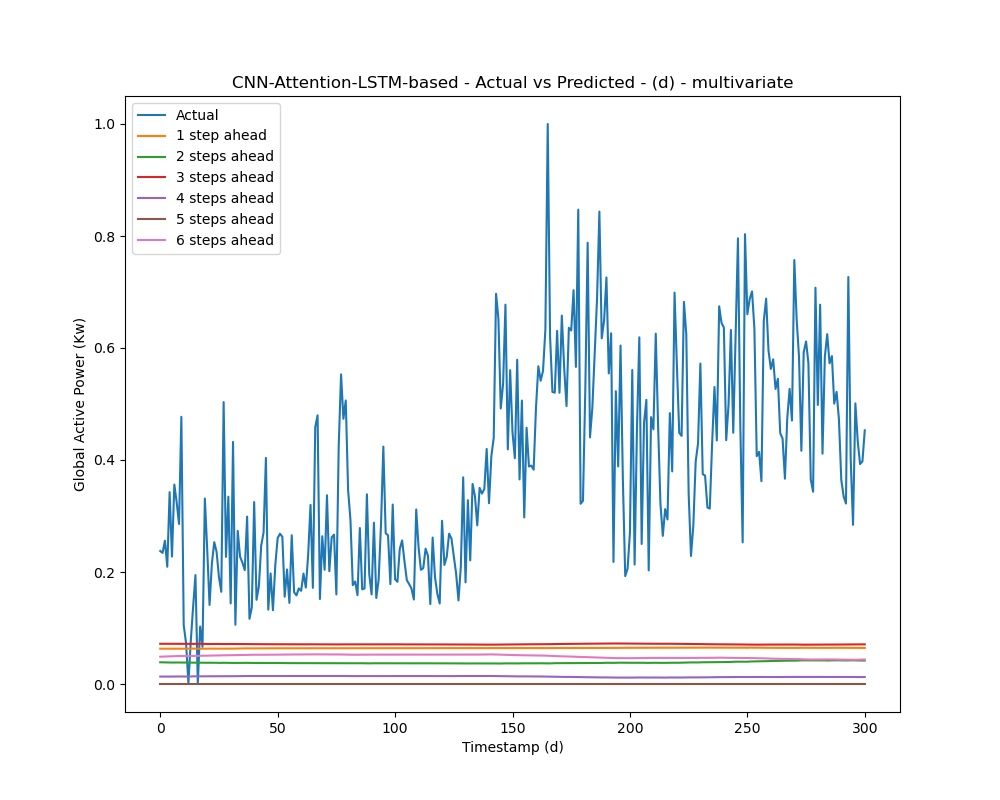 CNN-Attention-LSTM-based - Actual vs Predicted - (d) - multivariate
Actual
1 step ahead
2 steps ahead
3 steps ahead
4 steps ahead
5 steps ahead
6 steps ahead
1.0
0.8
0.6
0.4
0.2
0.0
Global Active Power (Kw)
0 50 100 150 200 250 300
Timestamp (d)